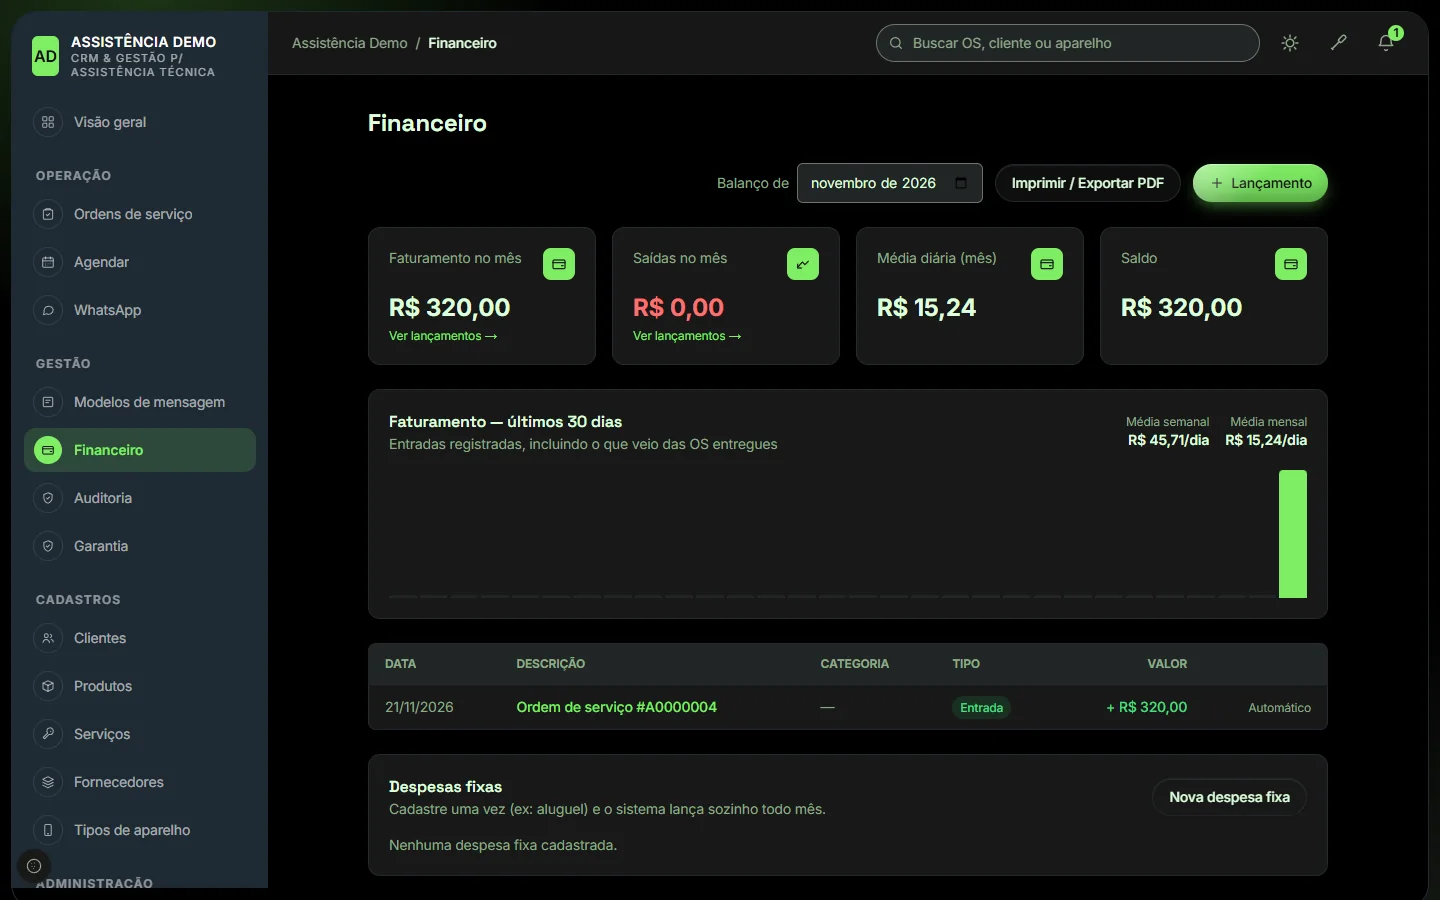 AD
ASSISTÊNCIA DEMO
CRM & GESTÃO P/
ASSISTÊNCIA TÉCNICA
Visão geral
OPERAÇÃO
Ordens de serviço
Agendar
WhatsApp
GESTÃO
Modelos de mensagem
Financeiro
Auditoria
Garantia
CADASTROS
Clientes
Produtos
Serviços
Fornecedores
Tipos de aparelho
ADMINISTRAÇÃO
Assistência Demo / Financeiro
Buscar OS, cliente ou aparelho
1
Financeiro
Balanço de novembro de 2026 Imprimir / Exportar PDF + Lançamento
Faturamento no mês
R$ 320,00
Ver lançamentos →
Saídas no mês
R$ 0,00
Ver lançamentos →
Média diária (mês)
R$ 15,24
Saldo
R$ 320,00
Faturamento — últimos 30 dias
Entradas registradas, incluindo o que veio das OS entregues
Média semanal
R$ 45,71/dia
Média mensal
R$ 15,24/dia
DATA DESCRIÇÃO CATEGORIA TIPO VALOR
21/11/2026 Ordem de serviço #A0000004 — Entrada + R$ 320,00 Automático
Despesas fixas
Cadastre uma vez (ex: aluguel) e o sistema lança sozinho todo mês.
Nova despesa fixa
Nenhuma despesa fixa cadastrada.